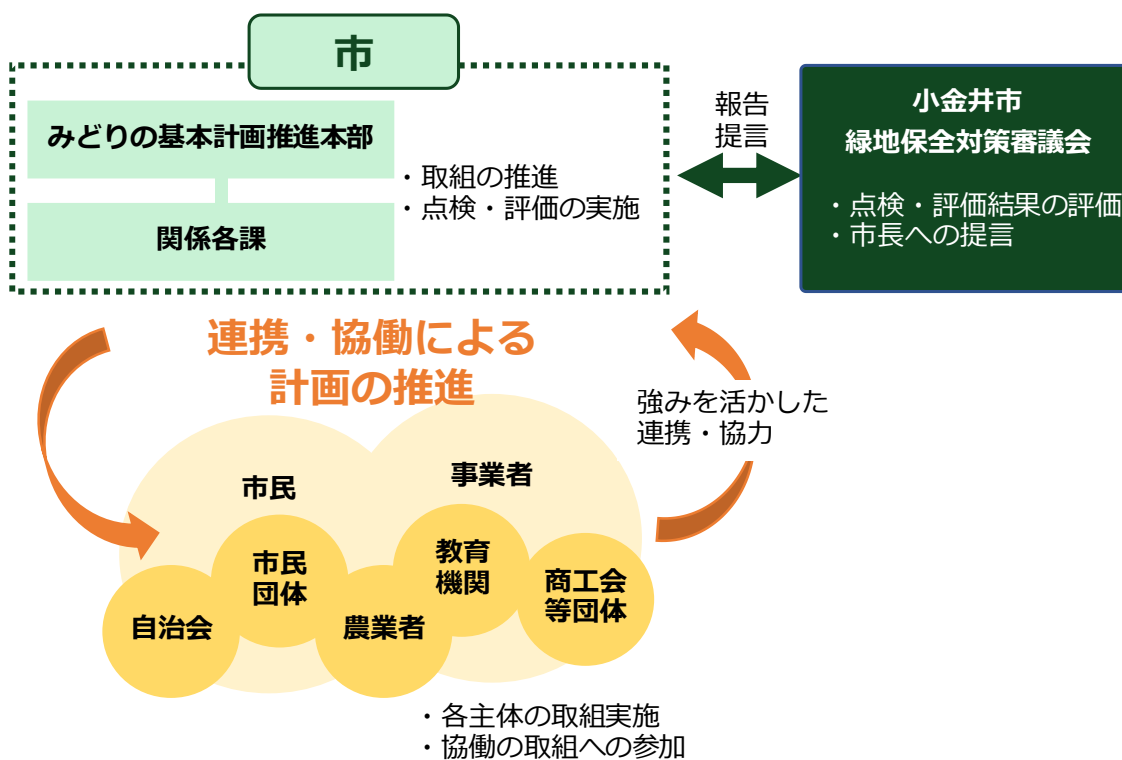 市
みどりの基本計画推進本部
関係各課
・取組の推進
・点検・評価の実施
報告
提言
小金井市
緑地保全対策審議会
・点検・評価結果の評価
・市長への提言
連携・協働による
計画の推進
強みを活かした
連携・協力
市民
事業者
自治会
市民
団体
農業者
教育
機関
商工会
等団体
・各主体の取組実施
・協働の取組への参加